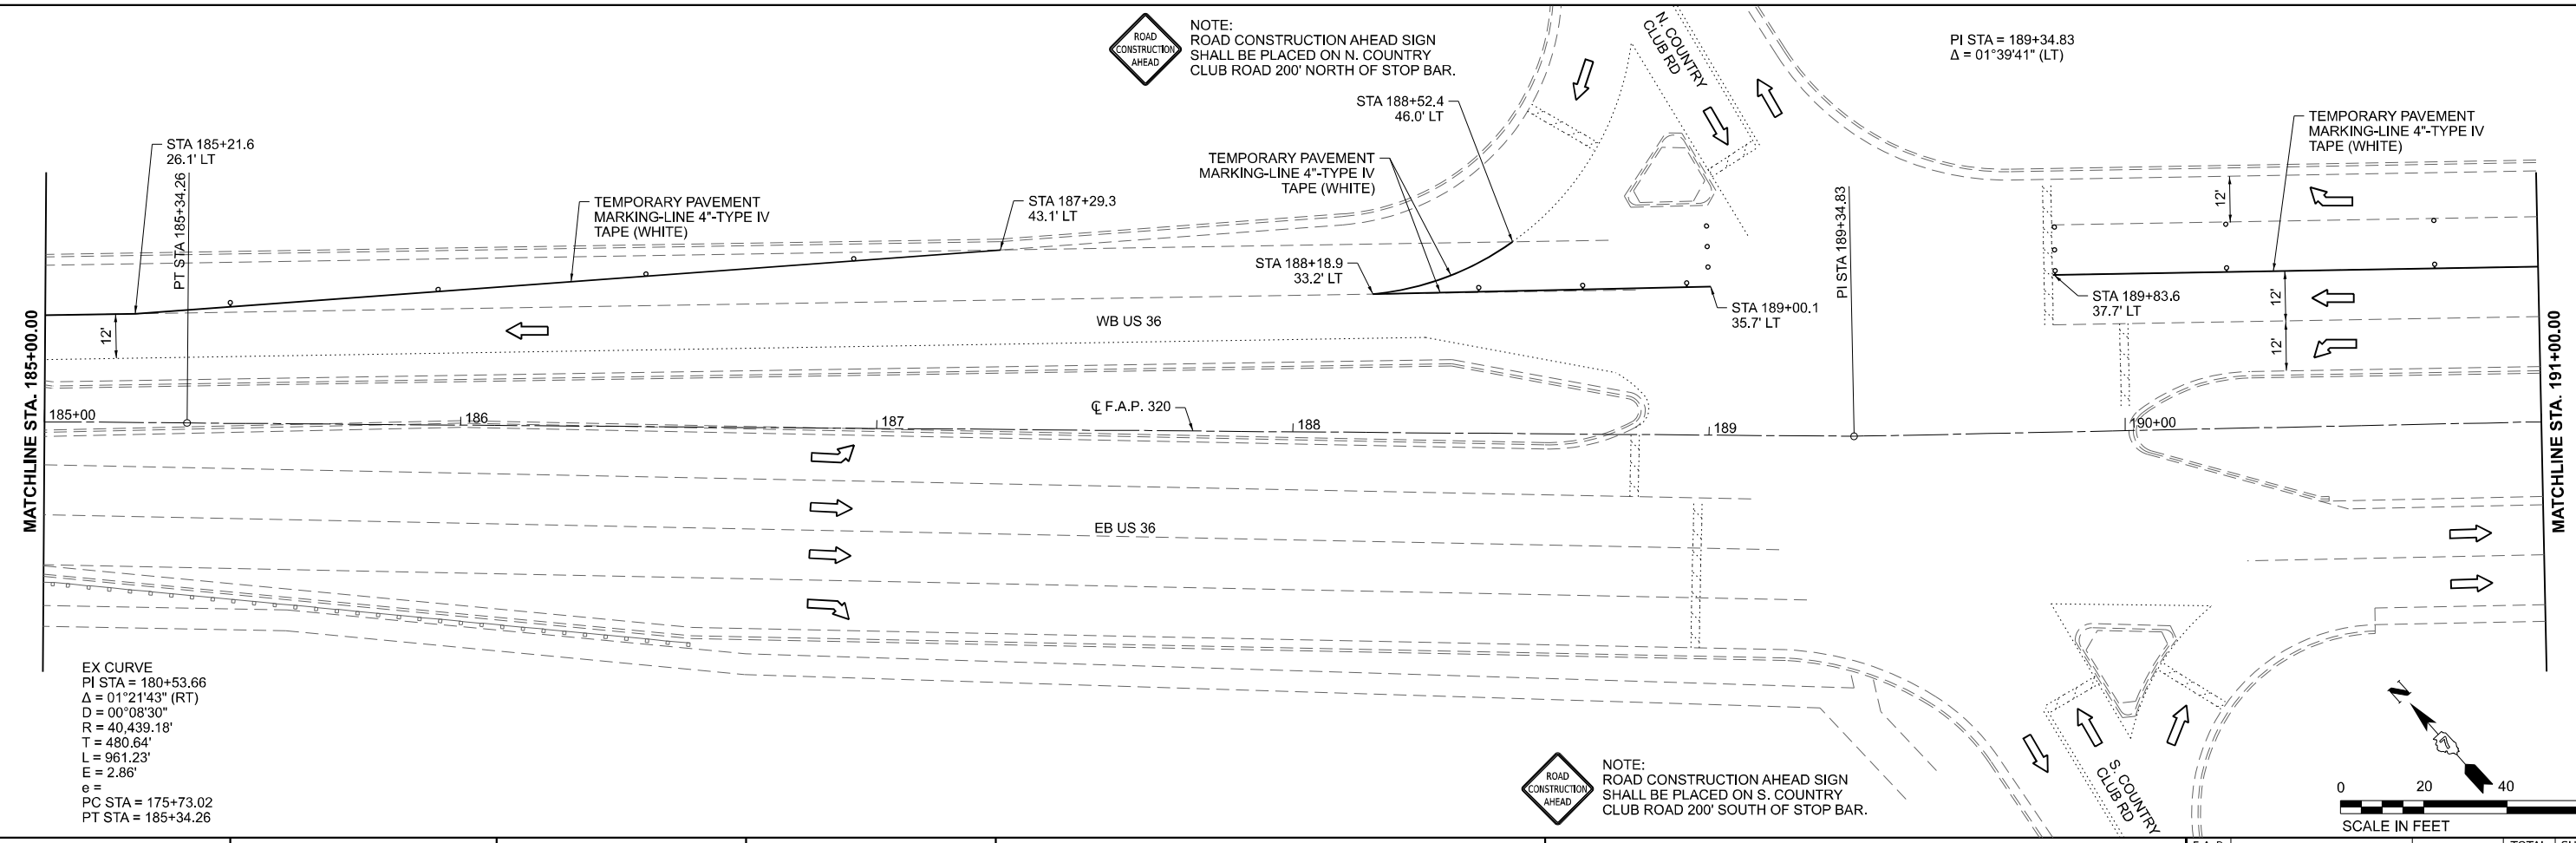 ROAD
CONSTRUCTION
AHEAD
NOTE:
ROAD CONSTRUCTION AHEAD SIGN
SHALL BE PLACED ON N. COUNTRY
CLUB ROAD 200' NORTH OF STOP BAR.
N. COUNTRY
CLUB RD
PI STA = 189+34.83
Δ = 01°39'41" (LT)
STA 188+52.4
46.0' LT
TEMPORARY PAVEMENT
MARKING-LINE 4"-TYPE IV
TAPE (WHITE)
STA 185+21.6
26.1' LT
PT STA 185+34.26
TEMPORARY PAVEMENT
MARKING-LINE 4"-TYPE IV
TAPE (WHITE)
STA 187+29.3
43.1' LT
TEMPORARY PAVEMENT
MARKING-LINE 4"-TYPE IV
TAPE (WHITE)
STA 188+18.9
33.2' LT
PI STA 189+34.83
STA 189+00.1
35.7' LT
STA 189+83.6
37.7' LT
12'
12'
12'
12'
WB US 36
MATCHLINE STA. 185+00.00
MATCHLINE STA. 191+00.00
185+00
186
187
℄ F.A.P. 320
188
189
190+00
EB US 36
EX CURVE
PI STA = 180+53.66
Δ = 01°21'43" (RT)
D = 00°08'30"
R = 40,439.18'
T = 480.64'
L = 961.23'
E = 2.86'
e =
PC STA = 175+73.02
PT STA = 185+34.26
ROAD
CONSTRUCTION
AHEAD
NOTE:
ROAD CONSTRUCTION AHEAD SIGN
SHALL BE PLACED ON S. COUNTRY
CLUB ROAD 200' SOUTH OF STOP BAR.
S. COUNTRY
CLUB RD
N
0 20 40
SCALE IN FEET
TOTAL